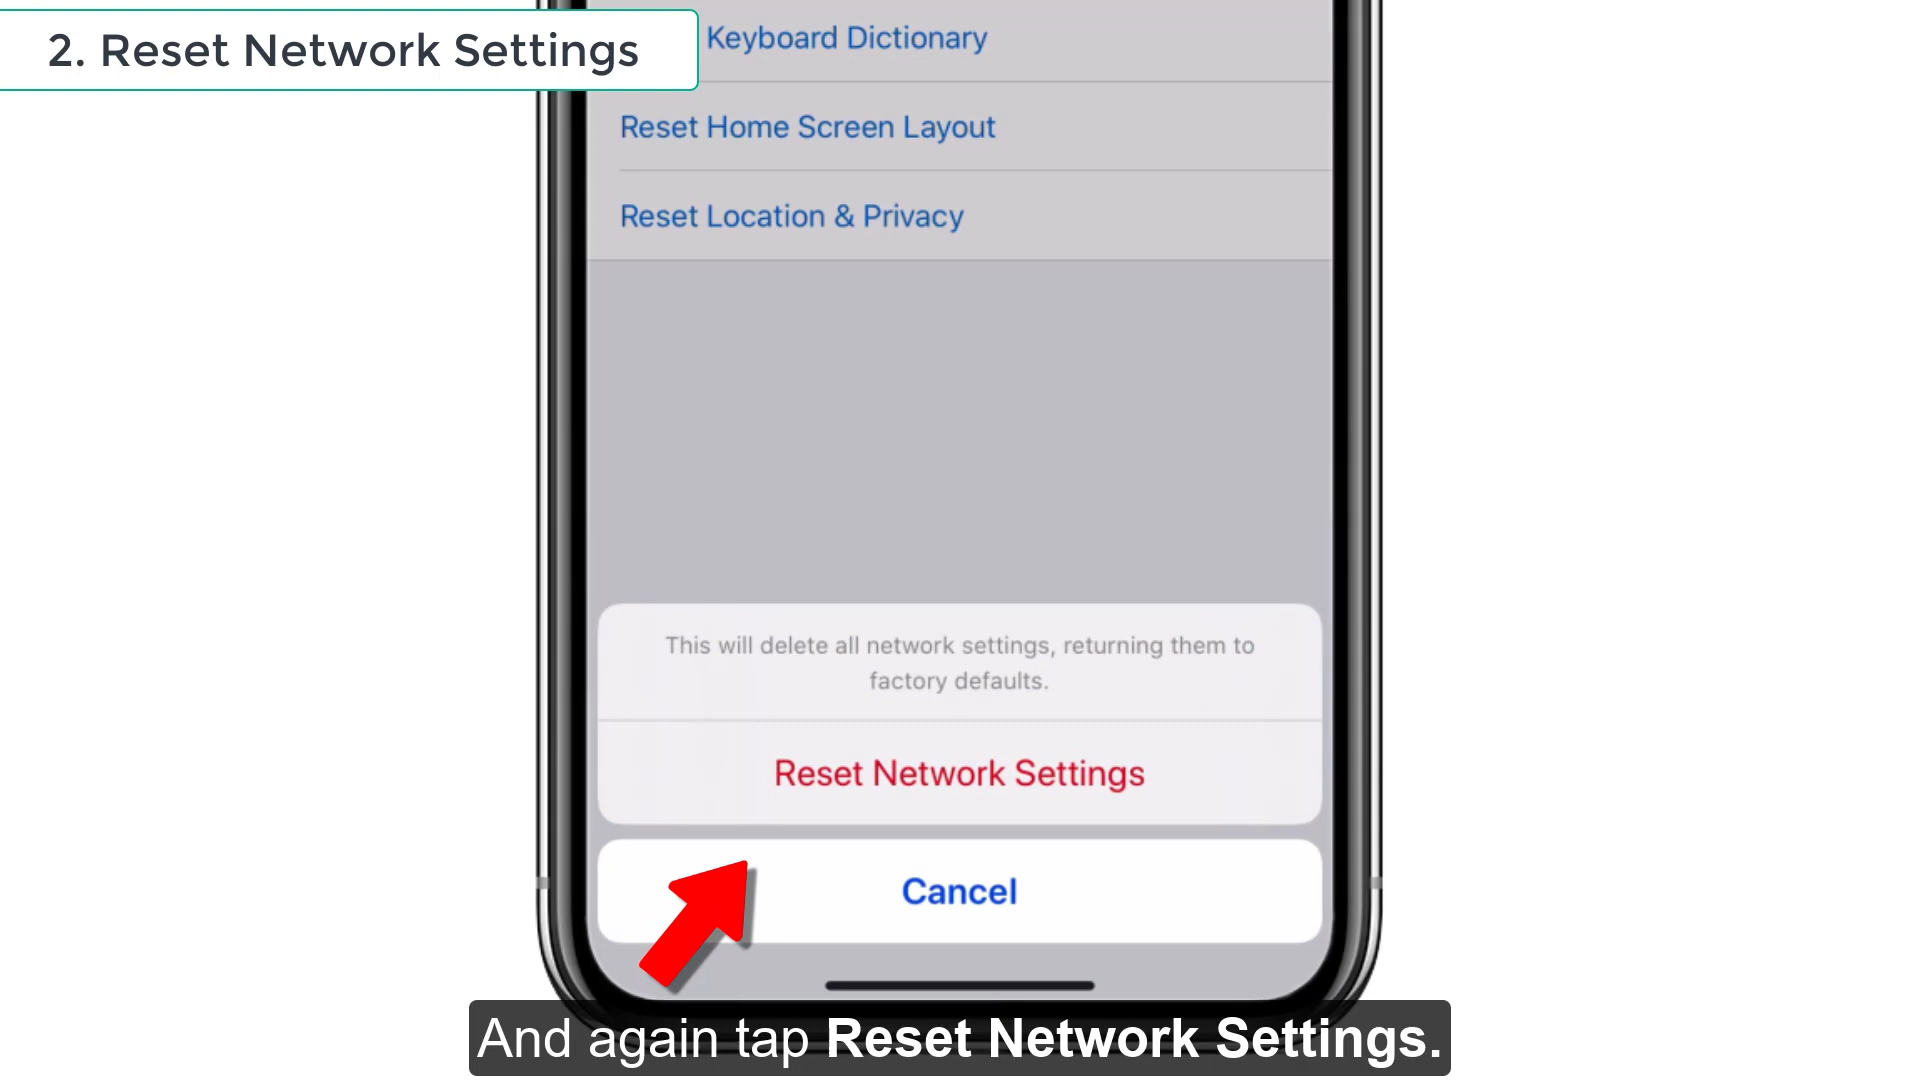 2. Reset Network Settings
Keyboard Dictionary
Reset Home Screen Layout
Reset Location & Privacy
This will delete all network settings, returning them to
factory defaults.
Reset Network Settings
Cancel
And again tap Reset Network Settings.